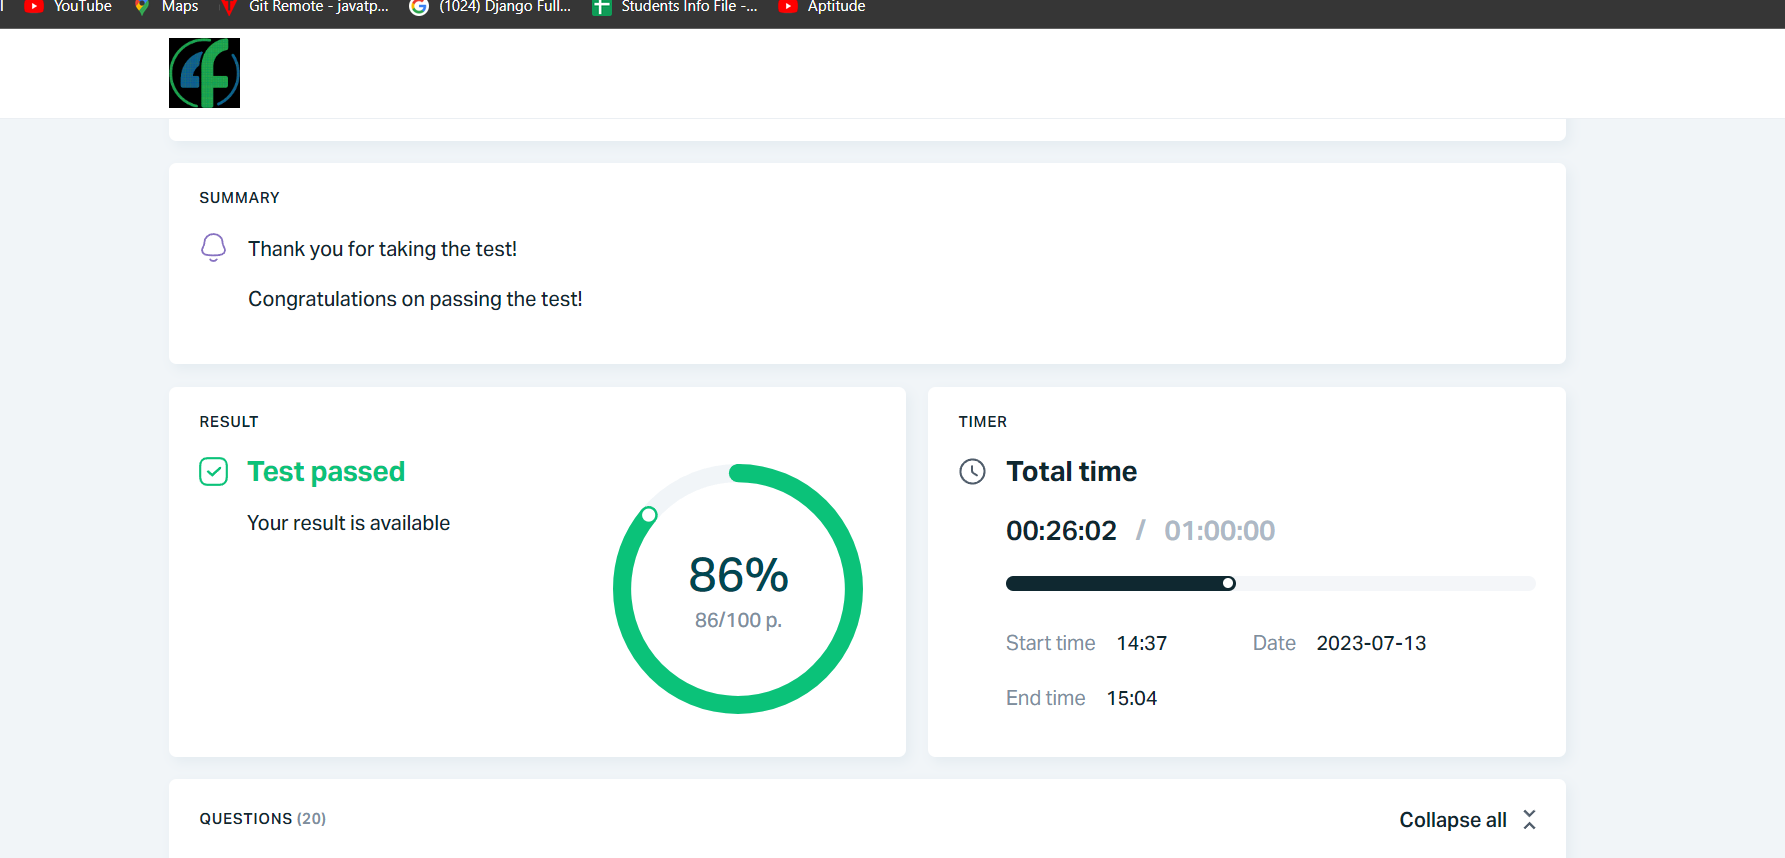 YouTube
Maps
Git Remote - javatp...
(1024) Django Full...
Students Info File -...
Aptitude
SUMMARY
Thank you for taking the test!
Congratulations on passing the test!
RESULT
Test passed
Your result is available
86%
86/100 p.
TIMER
Total time
00:26:02 / 01:00:00
Start time 14:37 Date 2023-07-13
End time 15:04
QUESTIONS (20)
Collapse all